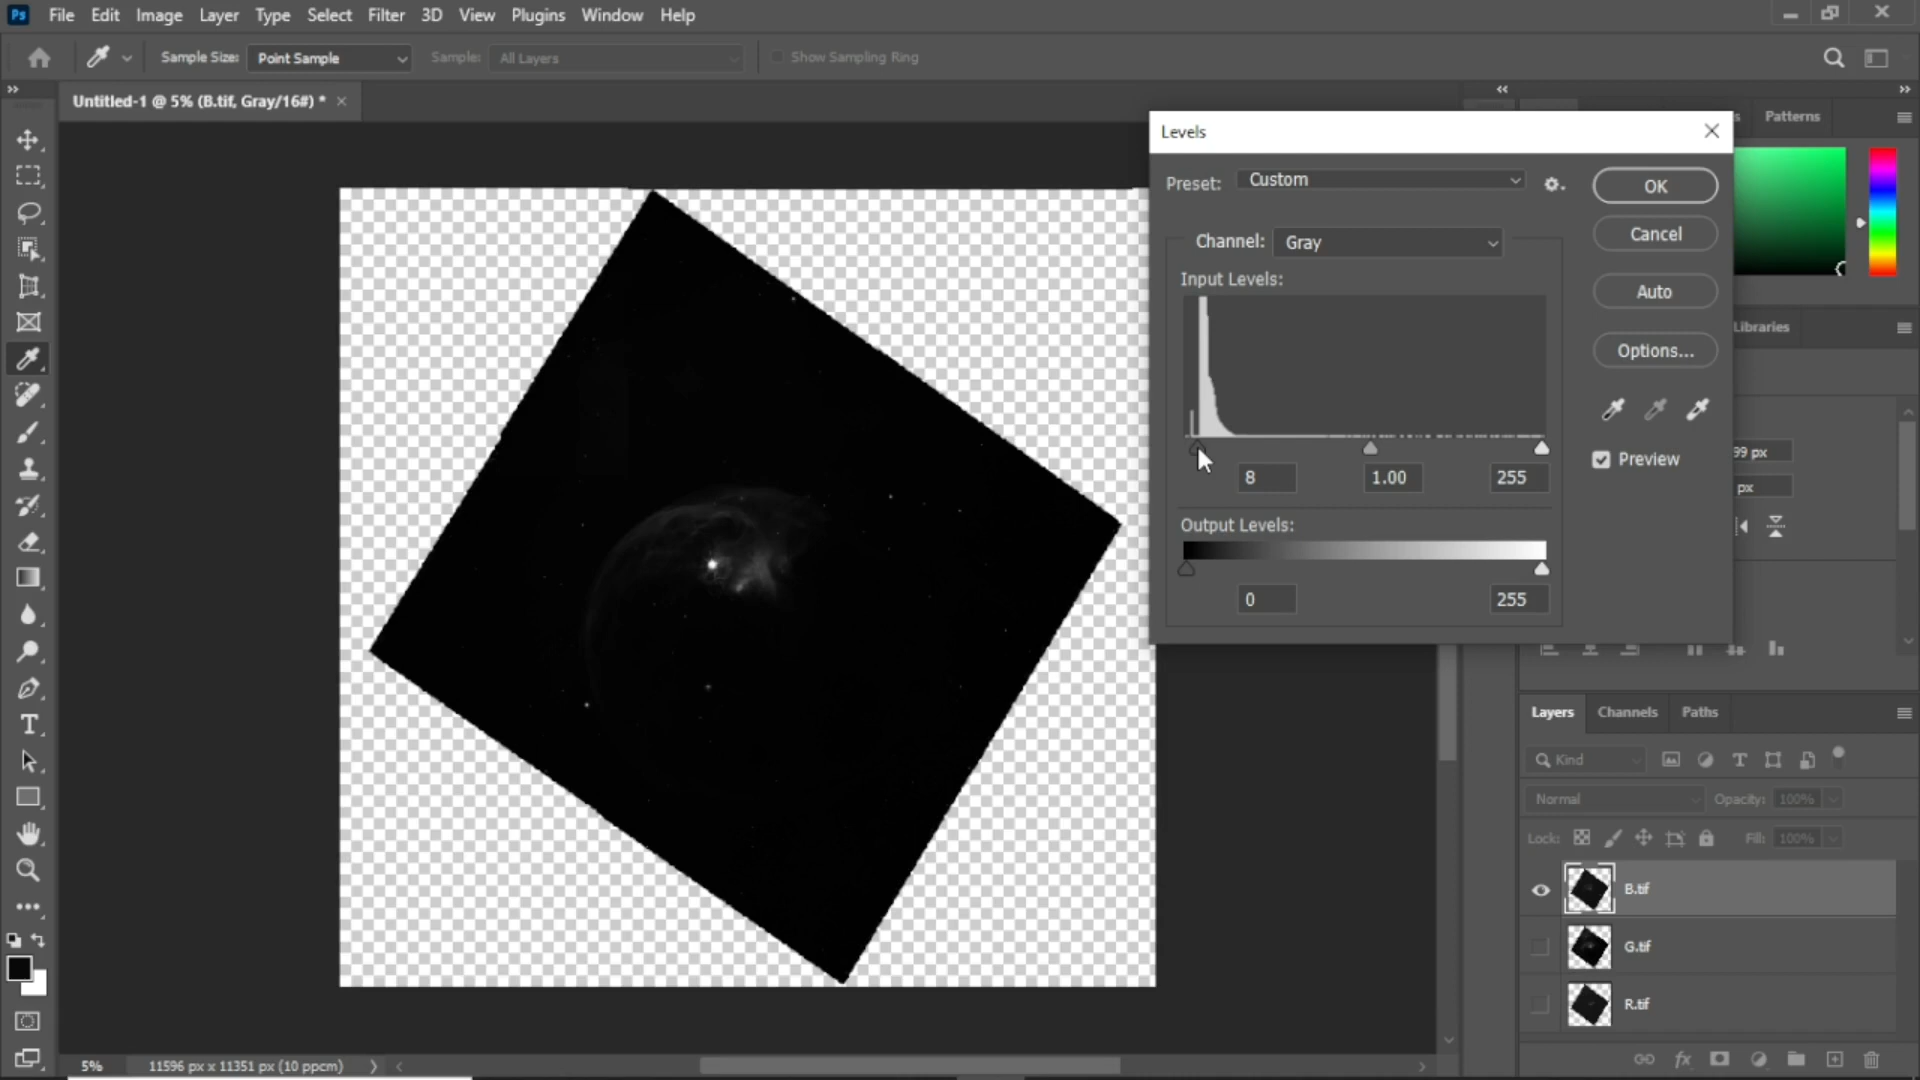 Ps File Edit Image Layer Type Select Filter 3D View Plugins Window Help
Sample Size: Point Sample Sample: All Layers Show Sampling Ring
Untitled-1 @ 5% (B.tif, Gray/16#) *
Patterns
Levels
Preset: Custom
OK
Channel: Gray
Cancel
Input Levels:
Auto
Libraries
Options...
Preview
99 px
8 1.00 255
px
Output Levels:
0 255
Layers Channels Paths
Kind
Normal Opacity: 100%
Lock: Fill: 100%
B.tif
G.tif
R.tif
fx
5% 11596 px x 11351 px (10 ppcm)